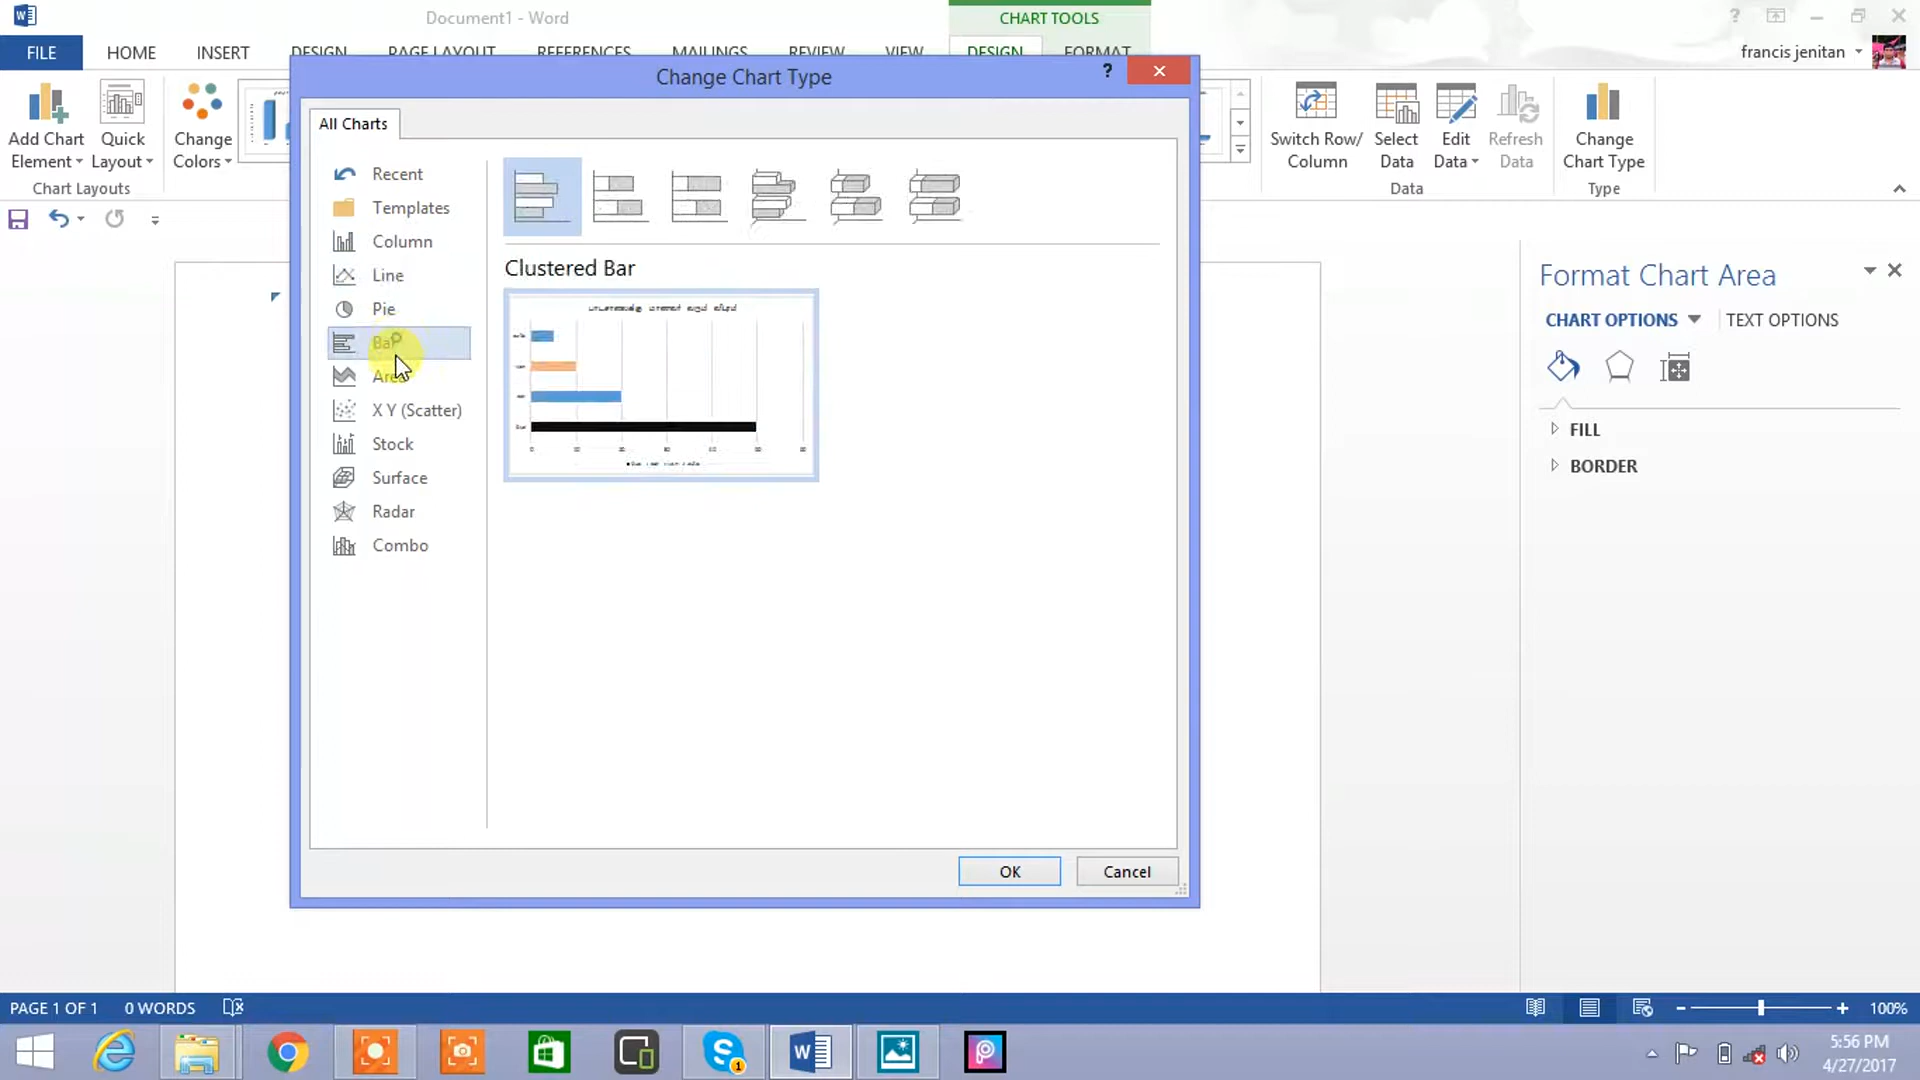 Document1 - Word
CHART TOOLS
?
FILE
HOME
INSERT
DESIGN
PAGE LAYOUT
REFERENCES
MAILINGS
REVIEW
VIEW
DESIGN
FORMAT
francis jenitan
Change Chart Type
?
Add Chart
Element
Quick
Layout
Change
Colors
Chart Layouts
Switch Row/
Column
Select
Data
Edit
Data
Refresh
Data
Data
Change
Chart Type
Type
All Charts
Recent
Templates
Column
Line
Pie
Bar
Area
X Y (Scatter)
Stock
Surface
Radar
Combo
Clustered Bar
OK
Cancel
Format Chart Area
CHART OPTIONS
TEXT OPTIONS
FILL
BORDER
PAGE 1 OF 1
0 WORDS
100%
5:56 PM
4/27/2017